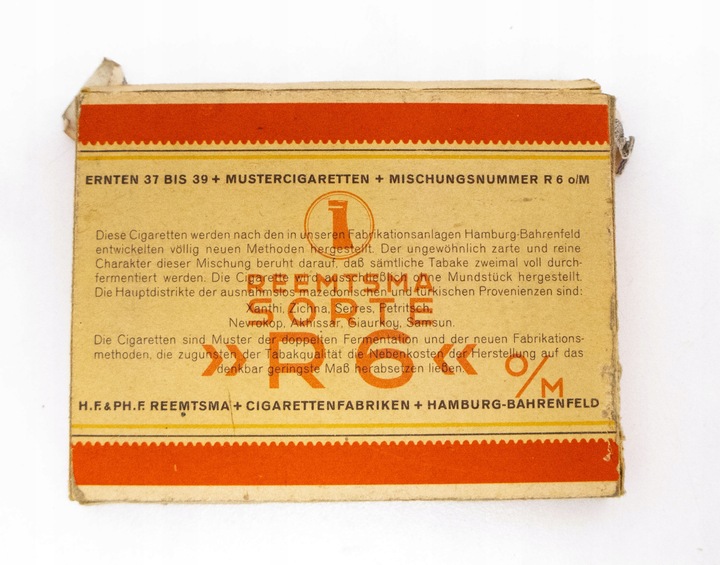 ERNTEN 37 BIS 39 + MUSTERCIGARETTEN + MISCHUNGSNUMMER R 6 o/M
Diese Cigaretten werden nach den in unseren Fabrikationsanlagen Hamburg-Bahrenfeld
entwickelten völlig neuen Methoden hergestellt. Der ungewöhnlich zarte und reine
Charakter dieser Mischung beruht darauf, daß sämtliche Tabake zweimal voll durch-
fermentiert werden. Die Cigarette wird ausschließlich ohne Mundstück hergestellt.
Die Hauptdistrikte der ausnahmslos mazedonischen und türkischen Provenienzen sind:
Xanthi, Zichna, Serres, Petritsch,
Nevrokop, Akhissar, Giaurkoy, Samsun.
Die Cigaretten sind Muster der doppelten Fermentation und der neuen Fabrikations-
methoden, die zugunsten der Tabakqualität die Nebenkosten der Herstellung auf das
denkbar geringste Maß herabsetzen ließen.
REEMTSMA
SORTE
»R6« o/M
H.F.&PH.F. REEMTSMA + CIGARETTENFABRIKEN + HAMBURG-BAHRENFELD